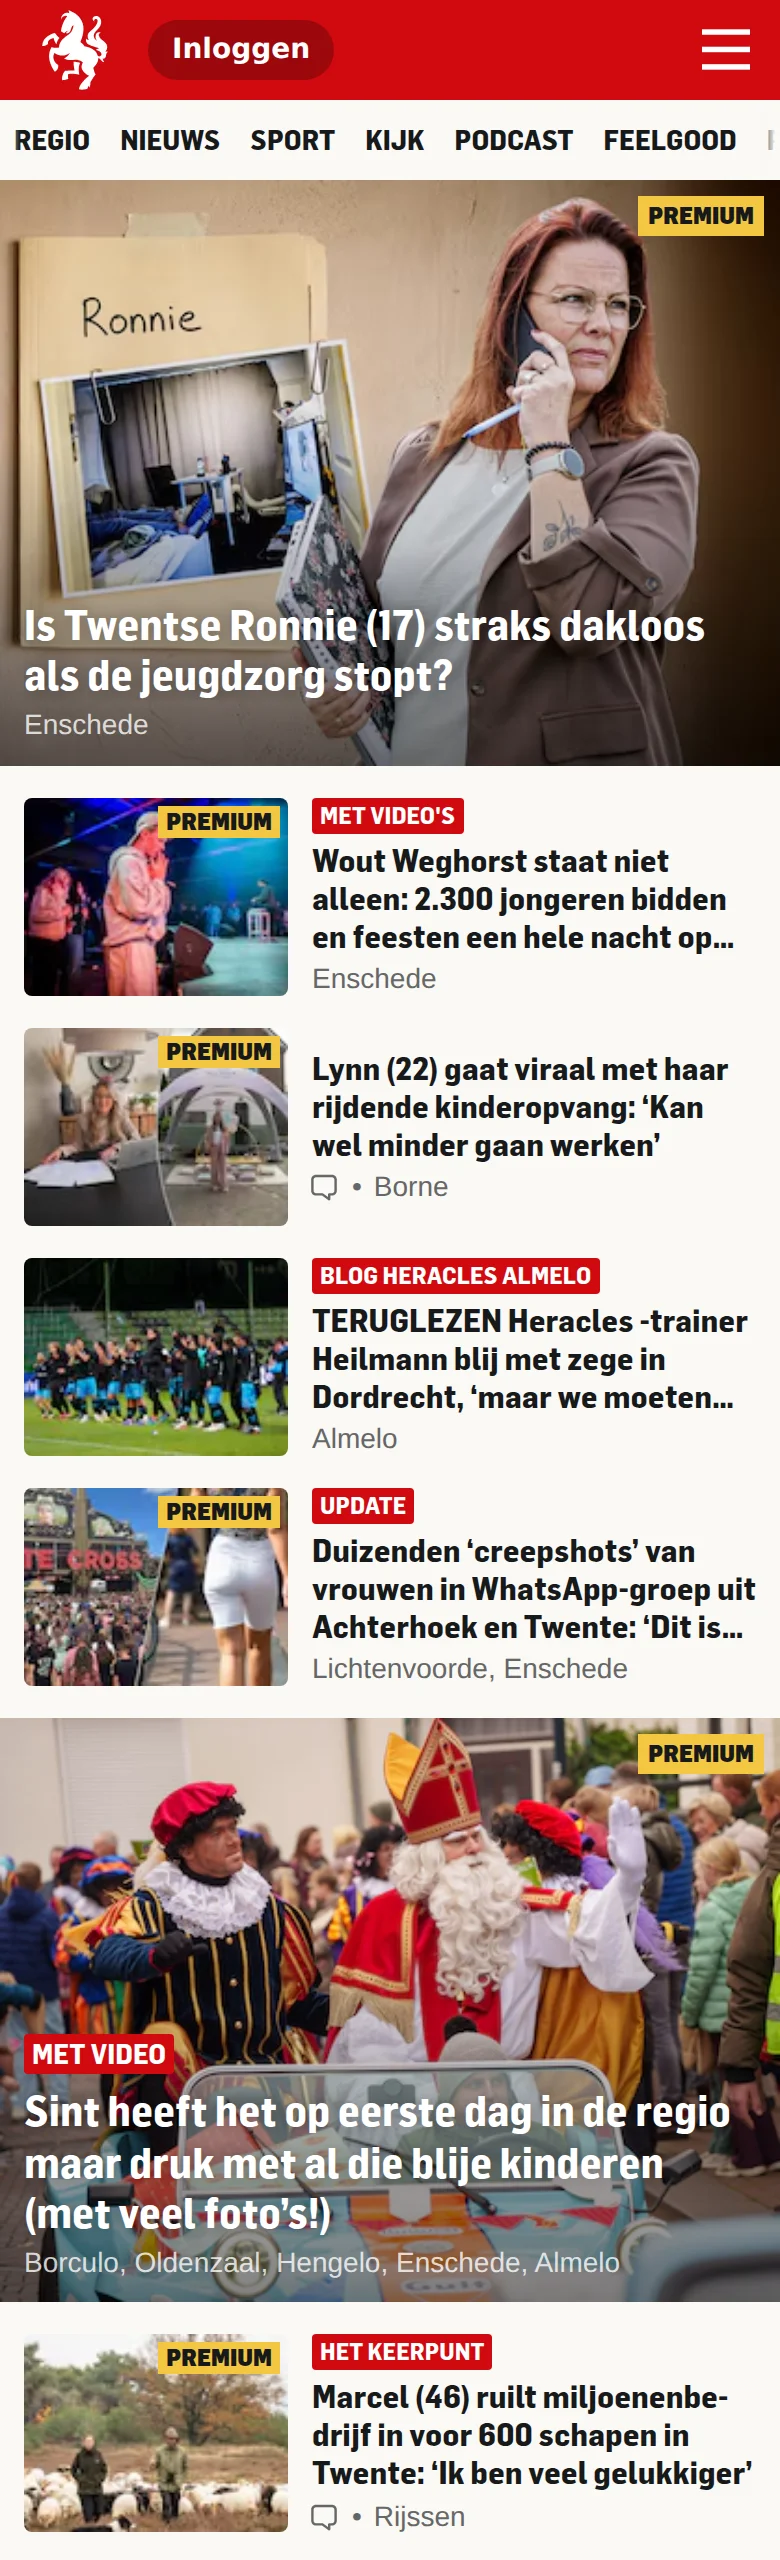 Inloggen
REGIO NIEUWS SPORT KIJK PODCAST FEELGOOD
PREMIUM
Ronnie
Is Twentse Ronnie (17) straks dakloos
als de jeugdzorg stopt?
Enschede
PREMIUM
MET VIDEO'S
Wout Weghorst staat niet
alleen: 2.300 jongeren bidden
en feesten een hele nacht op...
Enschede
PREMIUM
Lynn (22) gaat viraal met haar
rijdende kinderopvang: ‘Kan
wel minder gaan werken’
• Borne
BLOG HERACLES ALMELO
TERUGLEZEN Heracles -trainer
Heilmann blij met zege in
Dordrecht, ‘maar we moeten...
Almelo
PREMIUM
TE CROSS
UPDATE
Duizenden ‘creepshots’ van
vrouwen in WhatsApp-groep uit
Achterhoek en Twente: ‘Dit is...
Lichtenvoorde, Enschede
PREMIUM
MET VIDEO
Sint heeft het op eerste dag in de regio
maar druk met al die blije kinderen
(met veel foto’s!)
Borculo, Oldenzaal, Hengelo, Enschede, Almelo
Gulf
PREMIUM
HET KEERPUNT
Marcel (46) ruilt miljoenenbe-
drijf in voor 600 schapen in
Twente: ‘Ik ben veel gelukkiger’
• Rijssen